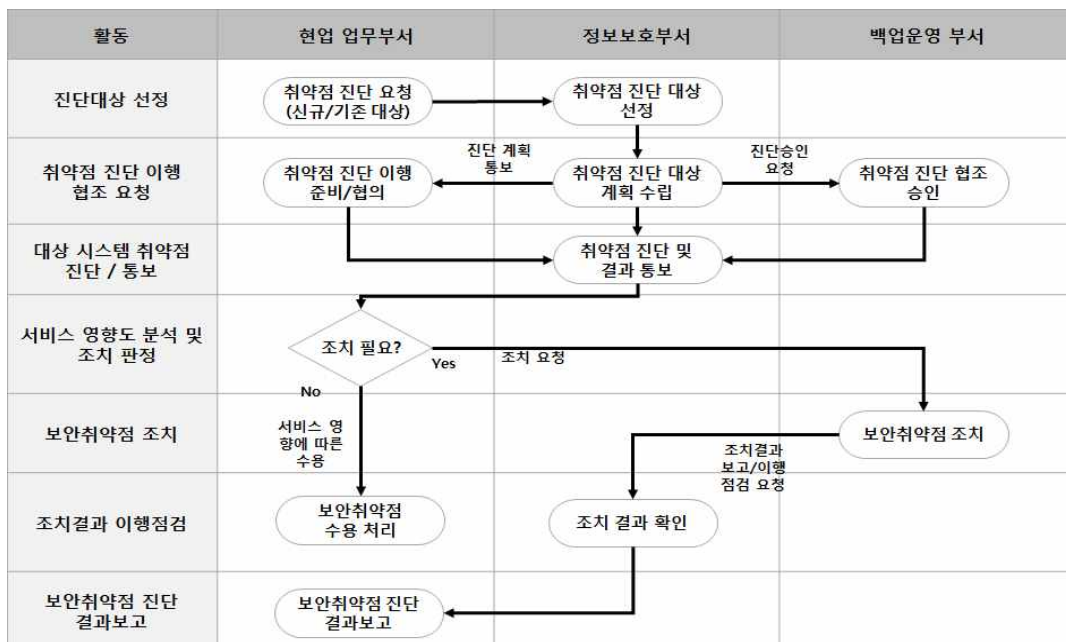 활동
현업 업무부서
정보보호부서
백업운영 부서
진단대상 선정
취약점 진단 요청
(신규/기존 대상)
취약점 진단 대상
선정
취약점 진단 이행
협조 요청
취약점 진단 이행
준비/협의
진단 계획
통보
취약점 진단 대상
계획 수립
진단승인
요청
취약점 진단 협조
승인
대상 시스템 취약점
진단 / 통보
취약점 진단 및
결과 통보
서비스 영향도 분석 및
조치 판정
조치 필요?
Yes
조치 요청
No
보안취약점 조치
서비스 영
향에 따른
수용
조치결과
보고/이행
점검 요청
보안취약점 조치
조치결과 이행점검
보안취약점
수용 처리
조치 결과 확인
보안취약점 진단
결과보고
보안취약점 진단
결과보고